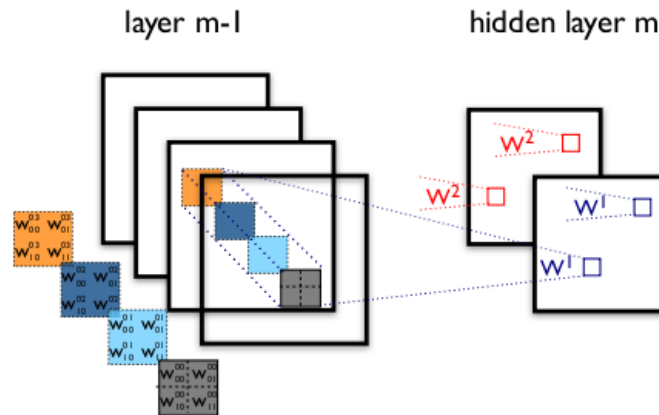 layer m-1
hidden layer m
W²
W²
W¹
W¹
W⁰³₀₀ W⁰³₀₁
W⁰³₁₀ W⁰³₁₁
W⁰²₀₀ W⁰²₀₁
W⁰²₁₀ W⁰²₁₁
W⁰¹₀₀ W⁰¹₀₁
W⁰¹₁₀ W⁰¹₁₁
W⁰⁰₀₀ W⁰⁰₀₁
W⁰⁰₁₀ W⁰⁰₁₁